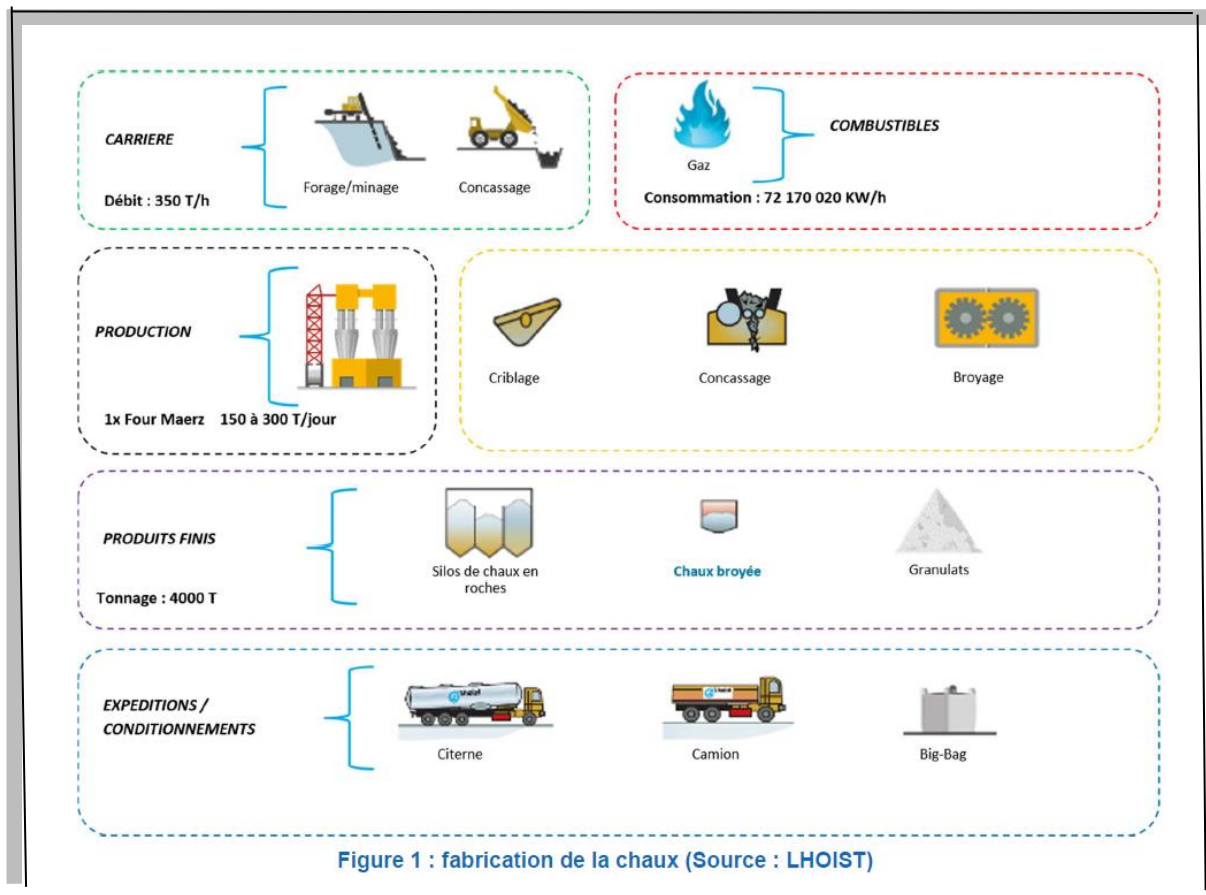 CARRIERE
Forage/minage
Concassage
Débit : 350 T/h
COMBUSTIBLES
Gaz
Consommation : 72 170 020 KW/h
PRODUCTION
1x Four Maerz 150 à 300 T/jour
Criblage
Concassage
Broyage
PRODUITS FINIS
Tonnage : 4000 T
Silos de chaux en
roches
Chaux broyée
Granulats
EXPEDITIONS /
CONDITIONNEMENTS
Lhoist
Citerne
Lhoist
Camion
Big-Bag
Figure 1 : fabrication de la chaux (Source : LHOIST)